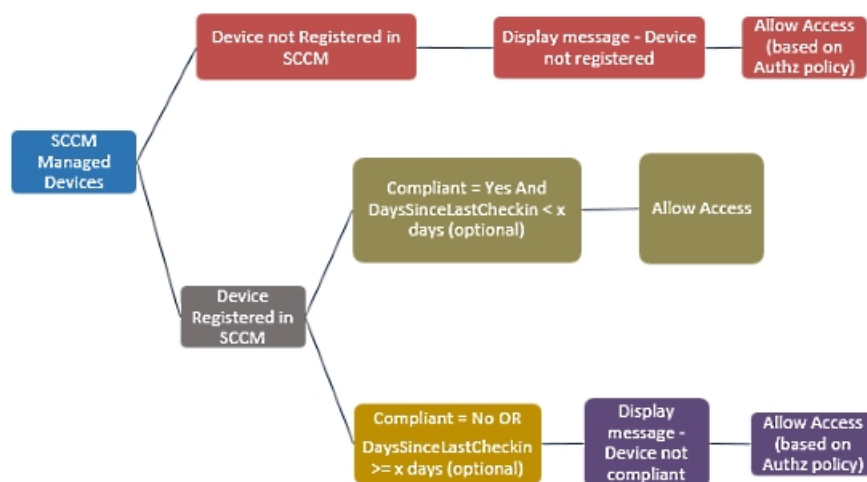 Device not Registered in
SCCM
Display message - Device
not registered
Allow Access
(based on
Authz policy)
SCCM
Managed
Devices
Compliant = Yes And
DaysSinceLastCheckin < x
days (optional)
Allow Access
Device
Registered in
SCCM
Compliant = No OR
DaysSinceLastCheckin
>= x days (optional)
Display
message -
Device not
compliant
Allow Access
(based on
Authz policy)